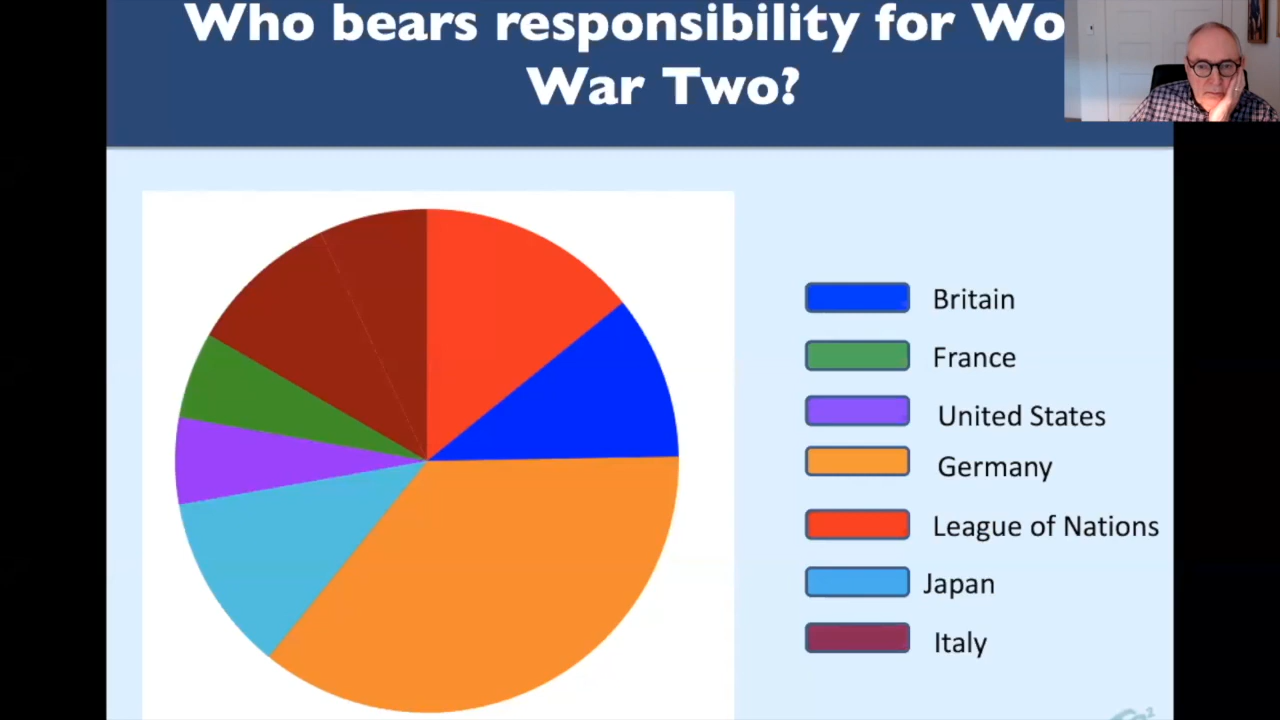 Who bears responsibility for Wo
War Two?
Britain
France
United States
Germany
League of Nations
Japan
Italy